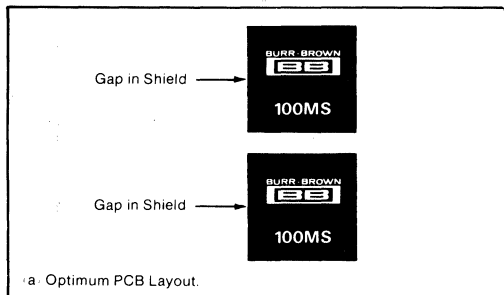 BURR-BROWN
BB
Gap in Shield
100MS
BURR-BROWN
BB
Gap in Shield
100MS
(a) Optimum PCB Layout.